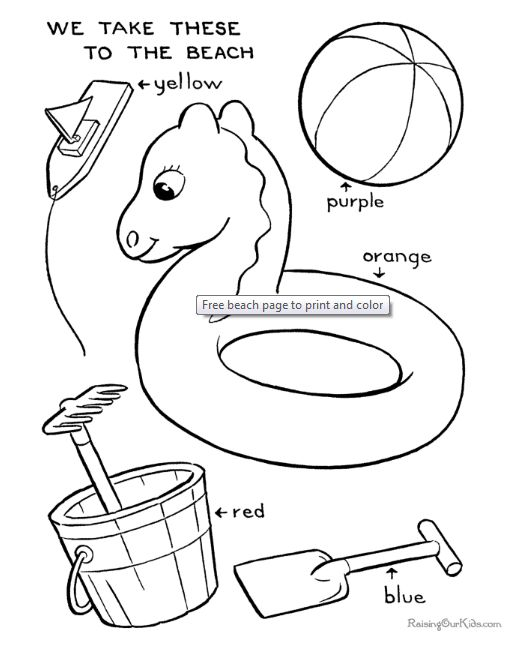 WE TAKE THESE
TO THE BEACH
yellow
purple
orange
Free beach page to print and color
red
blue
RaisingOurKids.com